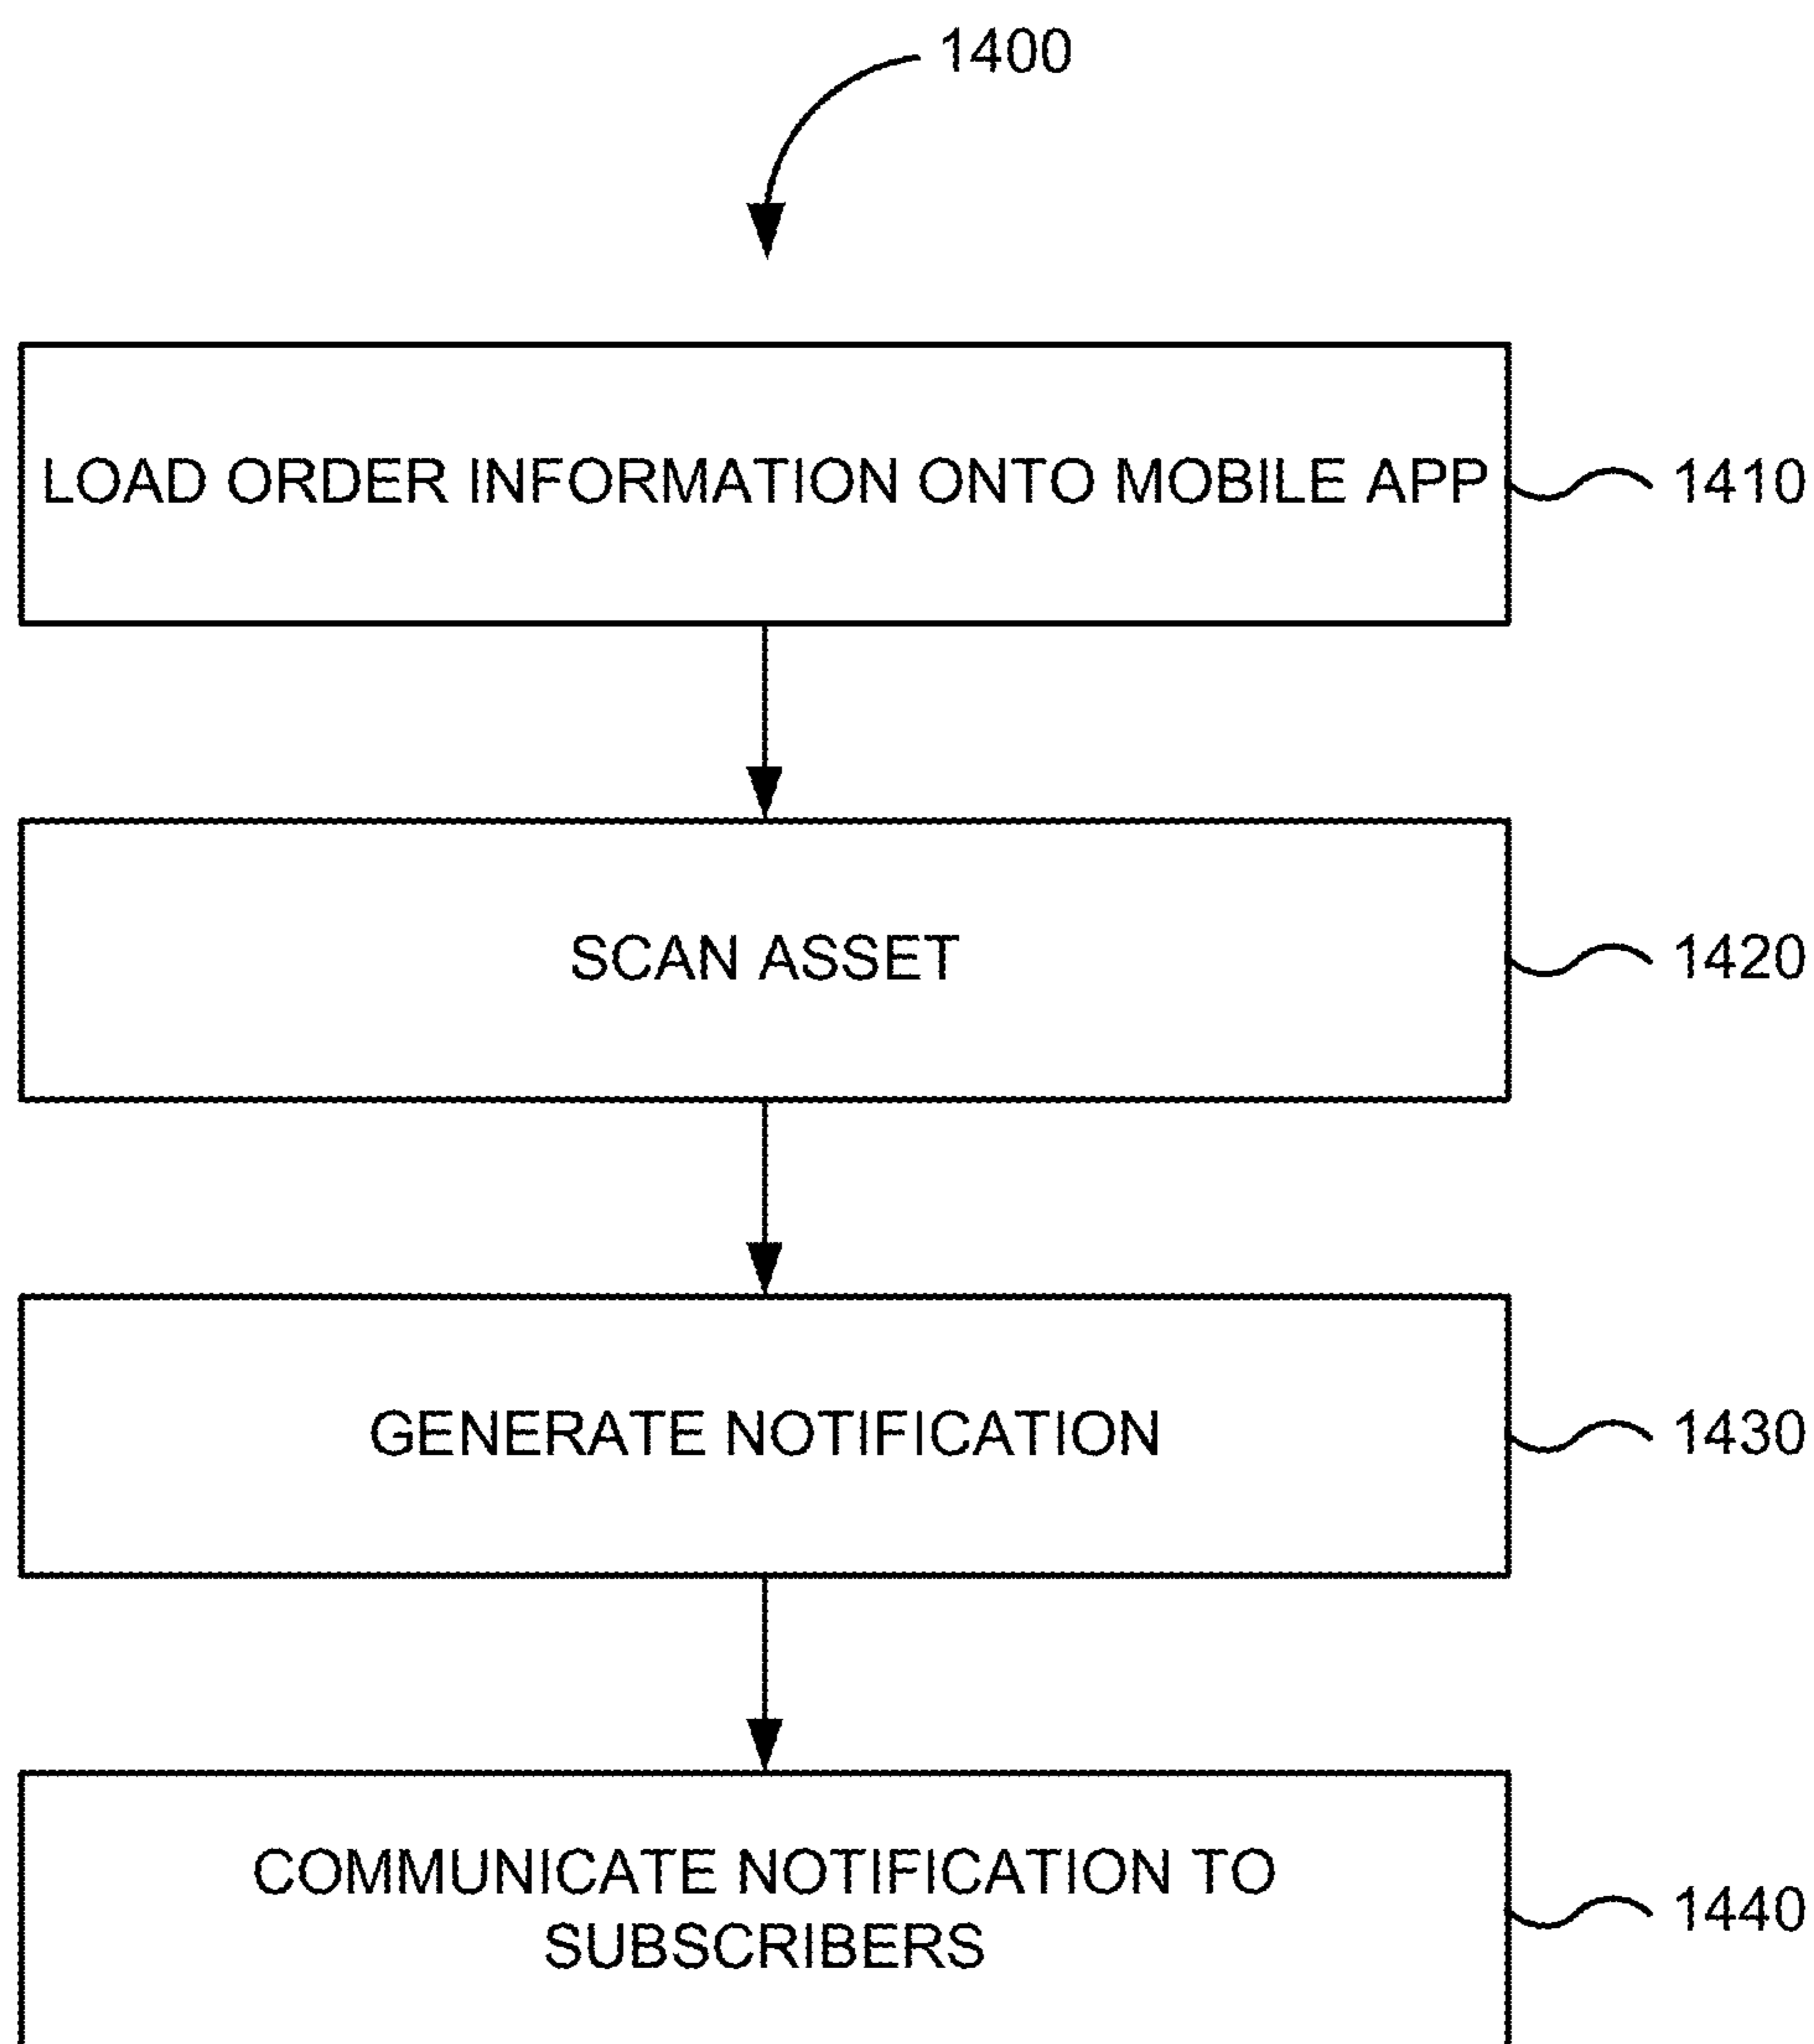 1400
LOAD ORDER INFORMATION ONTO MOBILE APP
1410
SCAN ASSET
1420
GENERATE NOTIFICATION
1430
COMMUNICATE NOTIFICATION TO
SUBSCRIBERS
1440